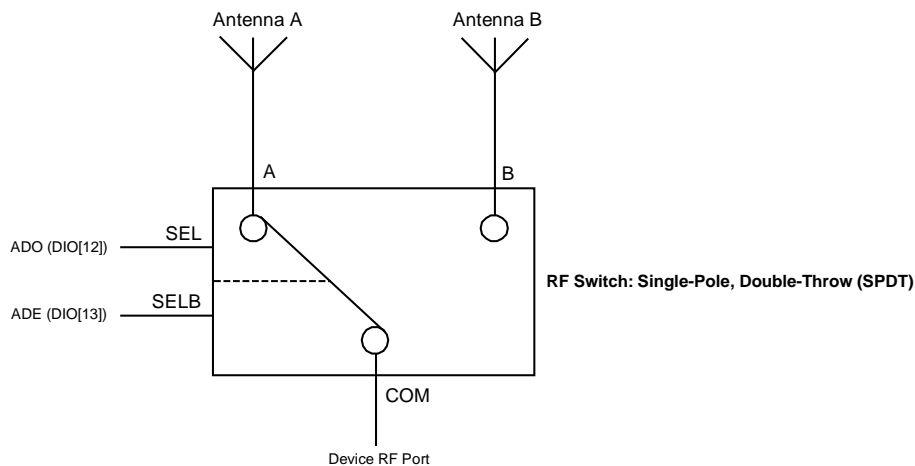 Antenna A
Antenna B
A
B
SEL
ADO (DIO[12])
RF Switch: Single-Pole, Double-Throw (SPDT)
SELB
ADE (DIO[13])
COM
Device RF Port